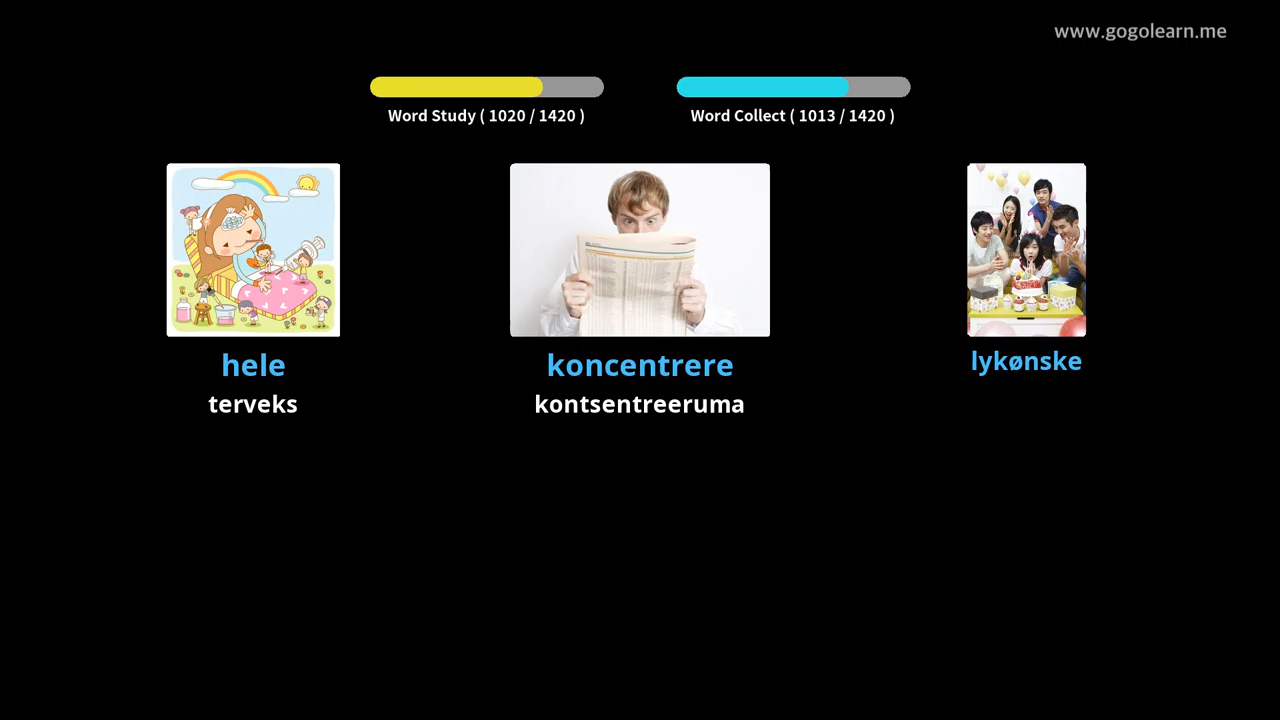 www.gogolearn.me
Word Study ( 1020 / 1420 )
Word Collect ( 1013 / 1420 )
hele
koncentrere
lykønske
terveks
kontsentreeruma